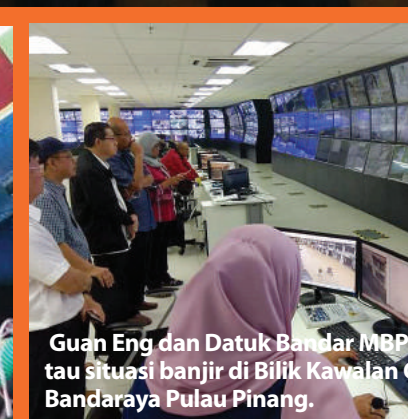 Guan Eng dan Datuk Bandar MBP
tau situasi banjir di Bilik Kawalan
Bandaraya Pulau Pinang.